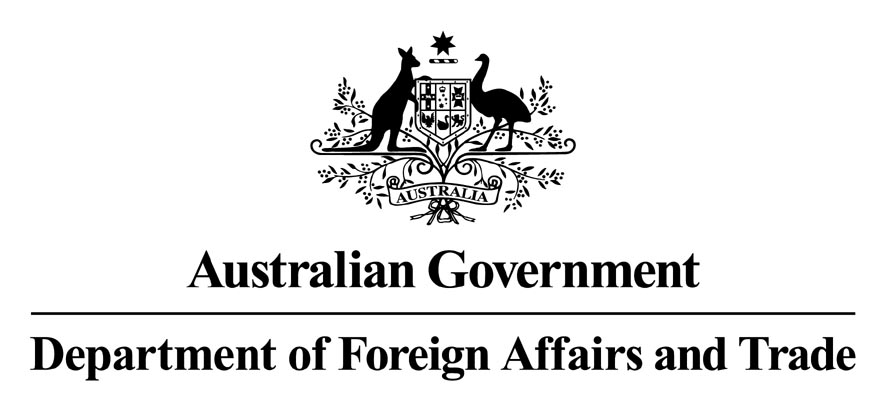 AUSTRALIA
Australian Government
Department of Foreign Affairs and Trade